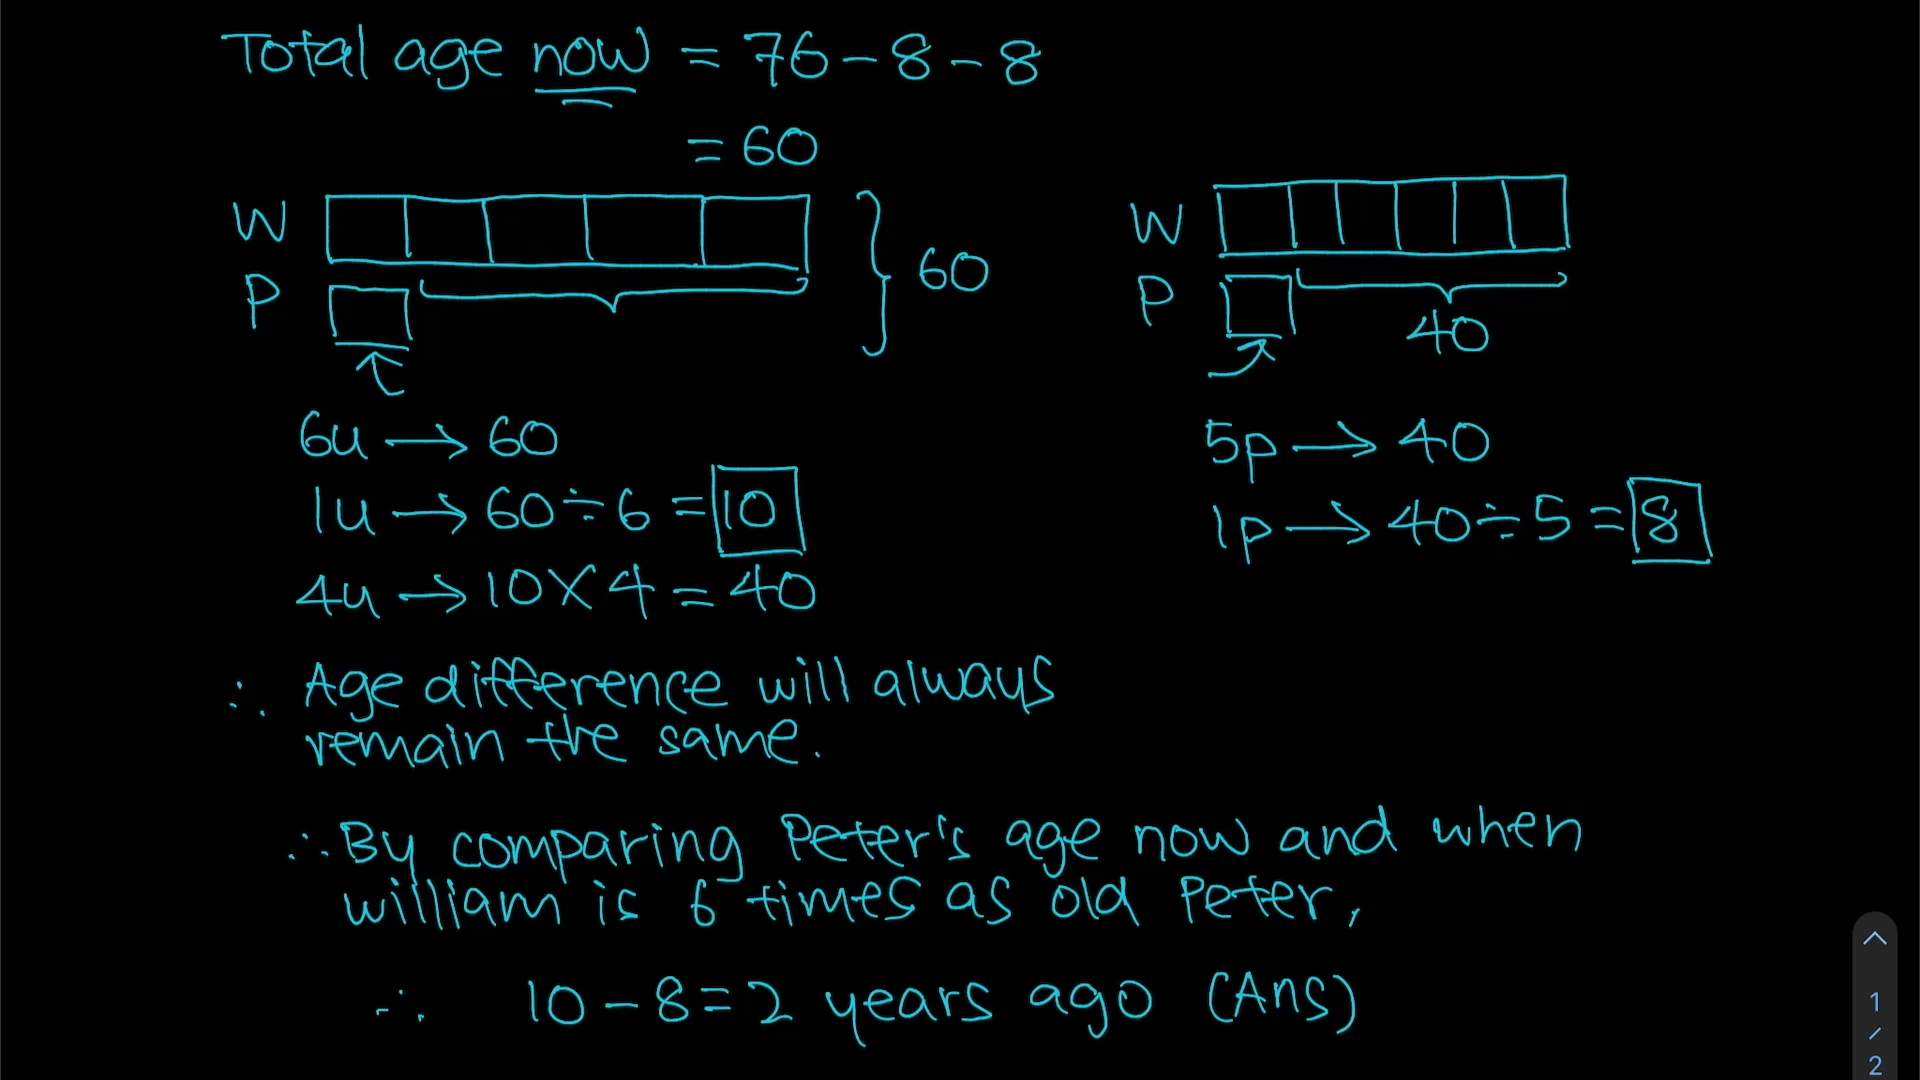 Total age now = 76 - 8 - 8
= 60
W
P
60
6u → 60
1u → 60 ÷ 6 = 10
4u → 10 × 4 = 40
W
P
40
5p → 40
1p → 40 ÷ 5 = 8
∴ Age difference will always
remain the same.
∴ By comparing Peter's age now and when
william is 6 times as old Peter,
∴ 10 - 8 = 2 years ago (Ans)
1
/
2